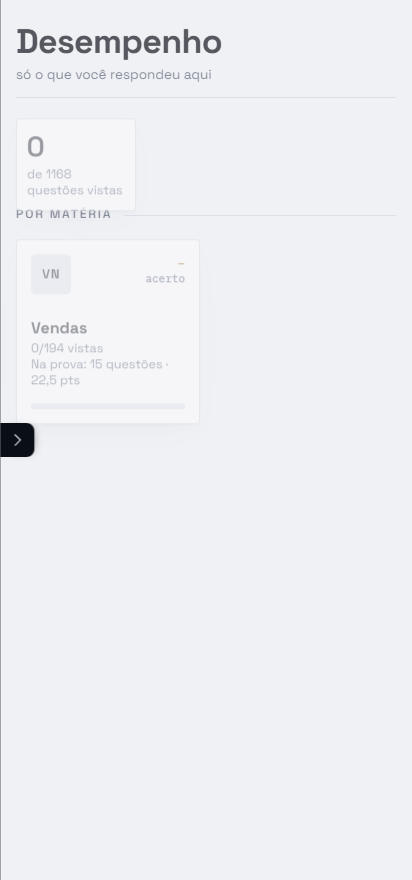 Desempenho
só o que você respondeu aqui
0
de 1168
questões vistas
POR MATÉRIA
VN
—
acerto
Vendas
0/194 vistas
Na prova: 15 questões ·
22,5 pts